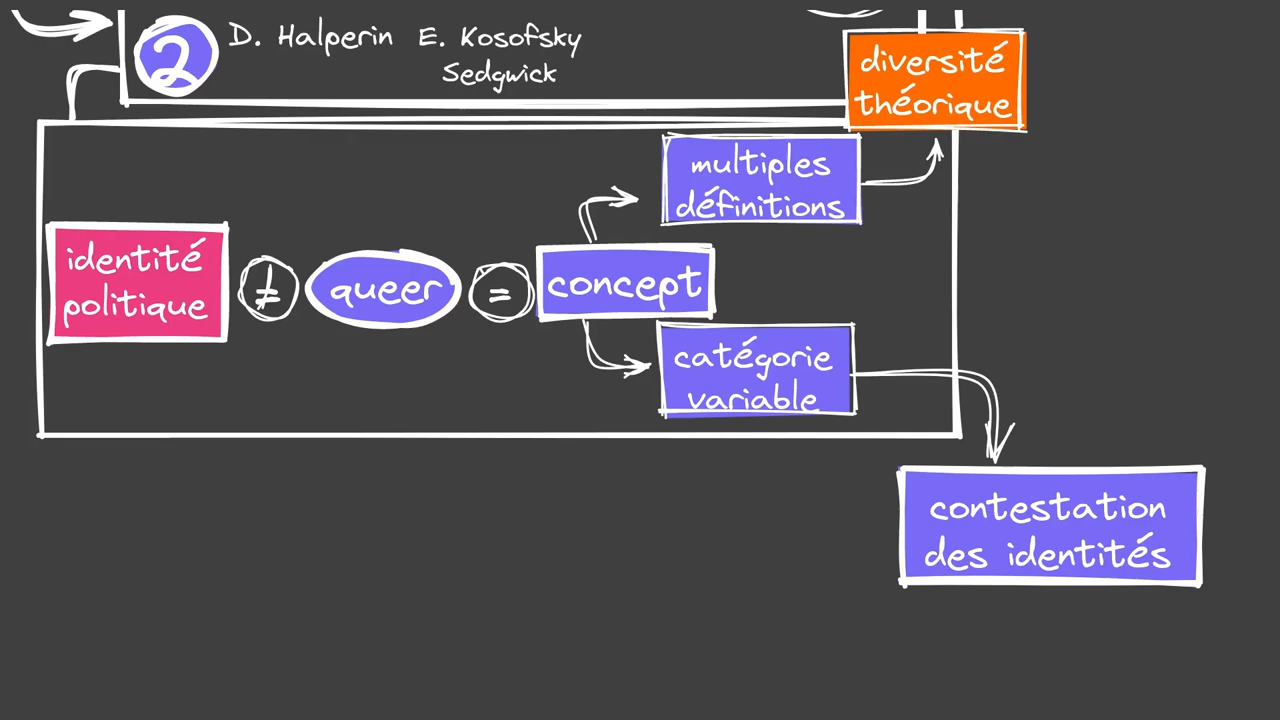 2
D. Halperin E. Kosofsky
Sedgwick
diversité
théorique
multiples
définitions
identité
politique
≠
queer
=
concept
catégorie
variable
contestation
des identités